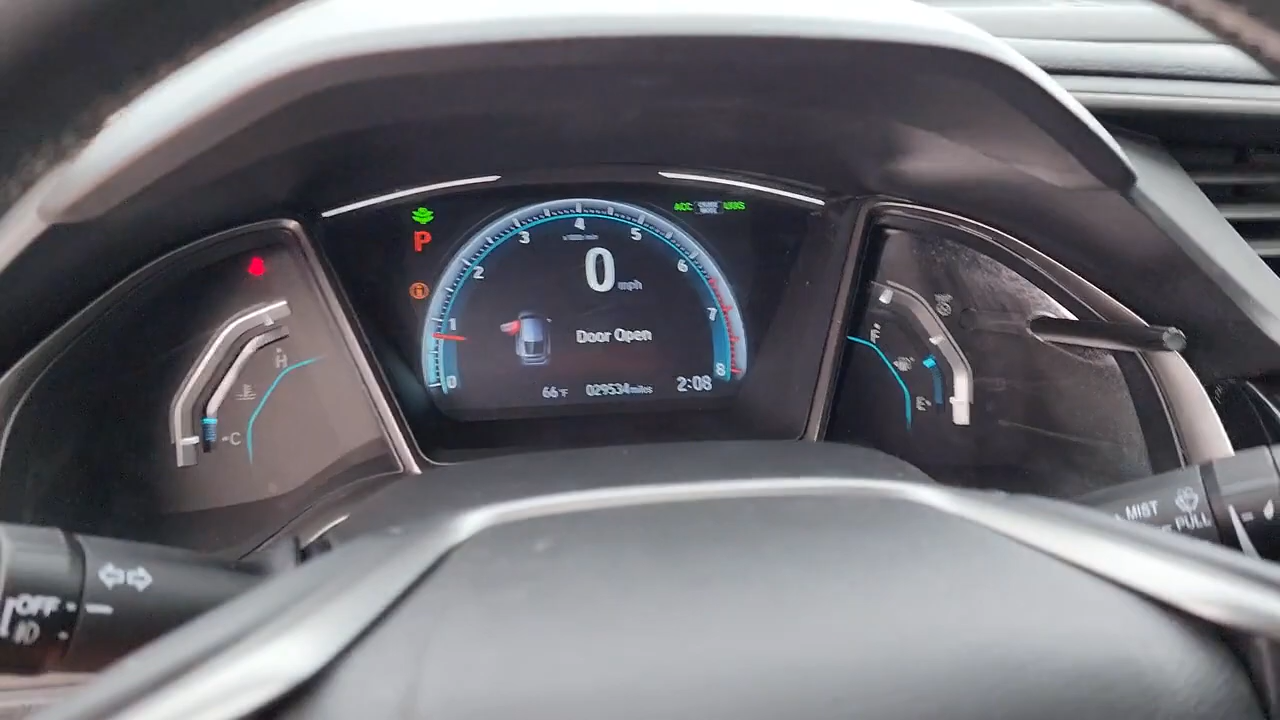 ACC LKAS
P
3 4 5
2 6
1 7
0 8
0 mph
Door Open
66°F 029534 miles 2:08
H
C
F
E
MIST
PULL
OFF